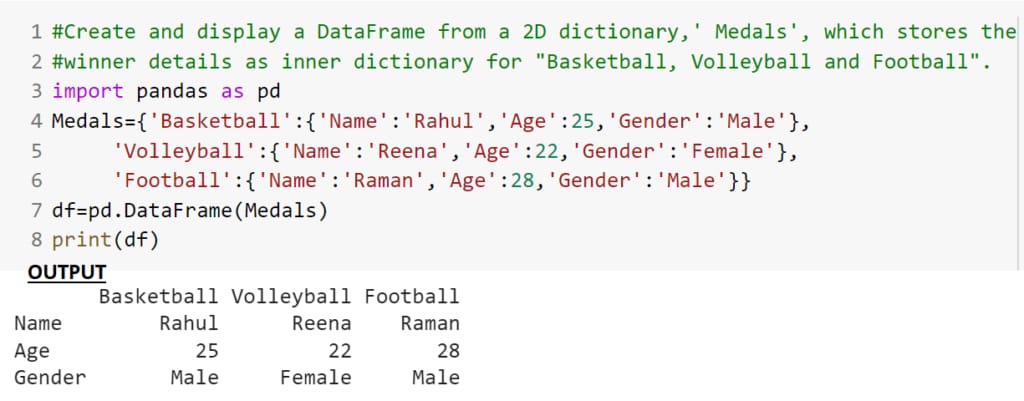 1 #Create and display a DataFrame from a 2D dictionary,' Medals', which stores the
2 #winner details as inner dictionary for "Basketball, Volleyball and Football".
3 import pandas as pd
4 Medals={'Basketball':{'Name':'Rahul','Age':25,'Gender':'Male'},
5 'Volleyball':{'Name':'Reena','Age':22,'Gender':'Female'},
6 'Football':{'Name':'Raman','Age':28,'Gender':'Male'}}
7 df=pd.DataFrame(Medals)
8 print(df)
OUTPUT
Basketball Volleyball Football
Name Rahul Reena Raman
Age 25 22 28
Gender Male Female Male